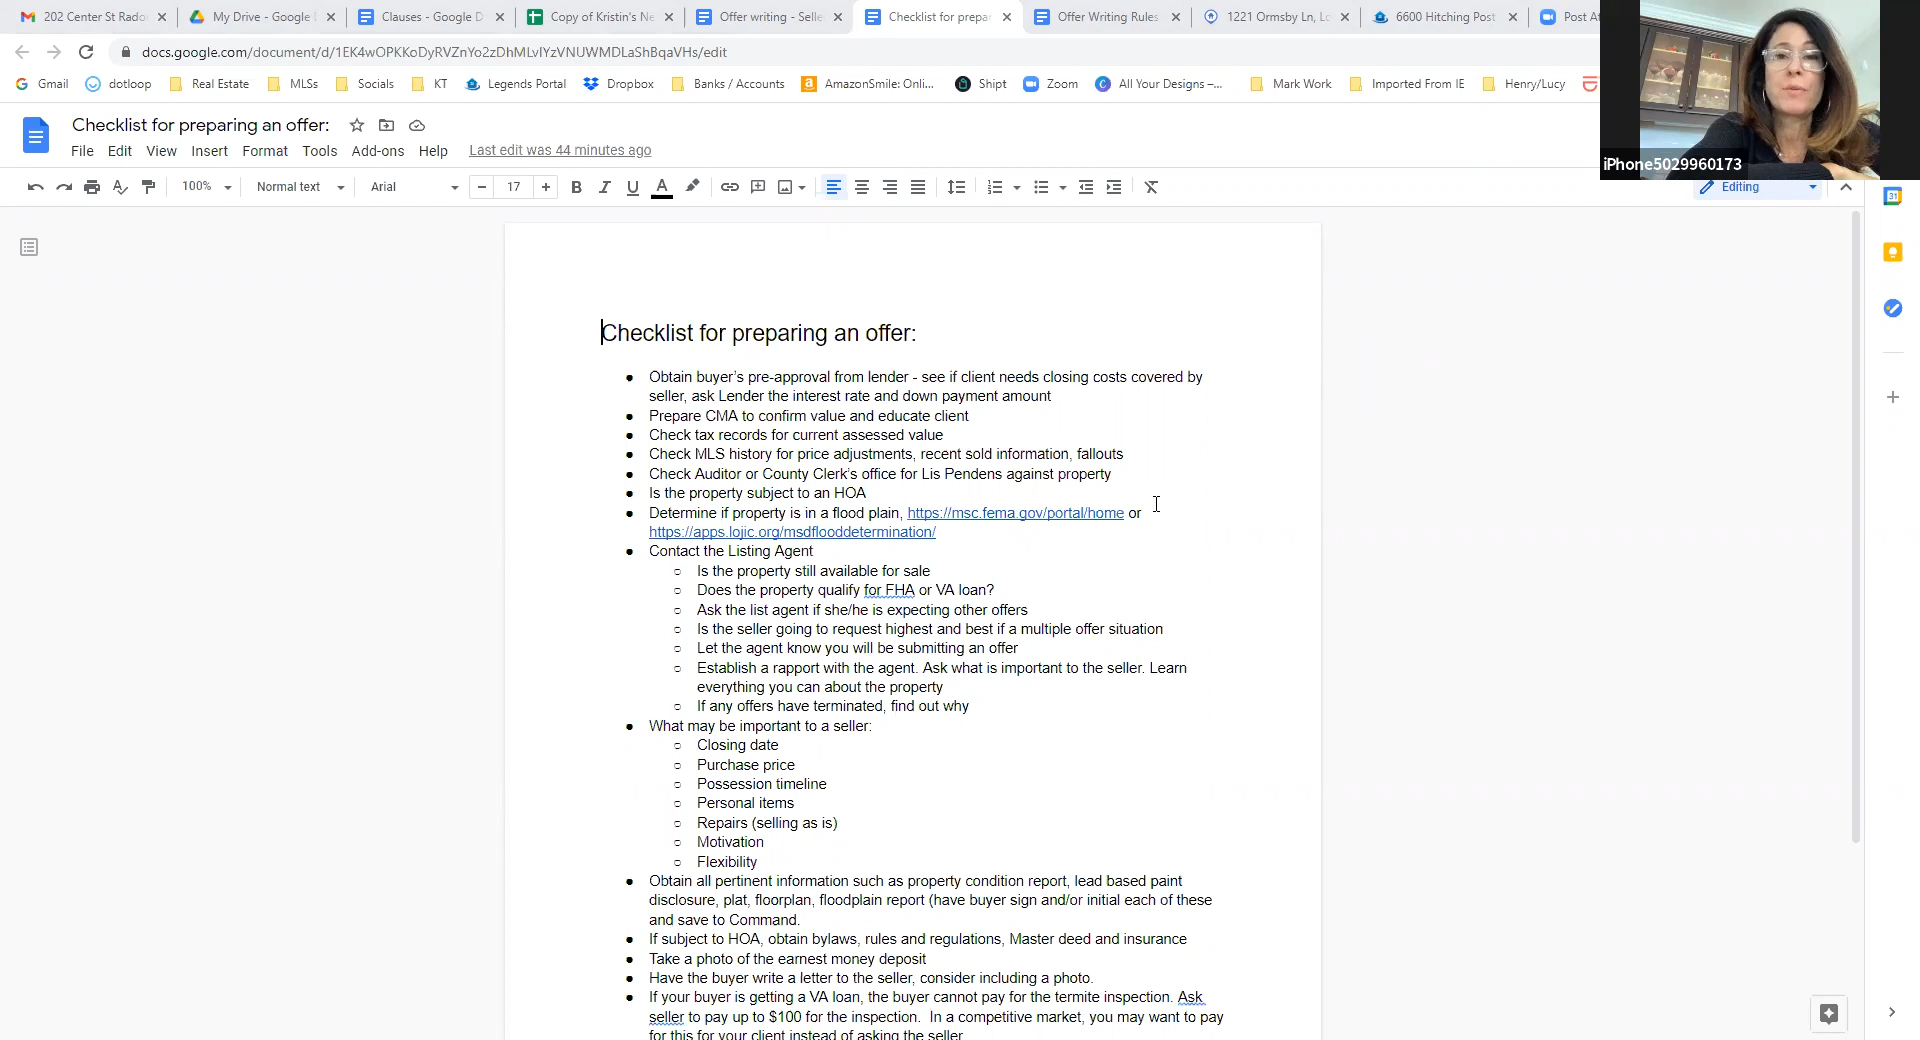 202 Center St Rado
My Drive - Google
Clauses - Google D
Copy of Kristin's Ne
Offer writing - Selle
Checklist for prepar
Offer Writing Rules
1221 Ormsby Ln, Lo
6600 Hitching Post
Post At
docs.google.com/document/d/1EK4wOPKKoDyRVZnYo2zDhMLvIYzVNUWMDLaShBqaVHs/edit
Gmail dotloop Real Estate MLSs Socials KT Legends Portal Dropbox Banks / Accounts AmazonSmile: Onli... Shipt Zoom All Your Designs –... Mark Work Imported From IE Henry/Lucy
Checklist for preparing an offer:
File Edit View Insert Format Tools Add-ons Help Last edit was 44 minutes ago
iPhone5029960173
100% Normal text Arial 17 B I U A Editing
31
Checklist for preparing an offer:
● Obtain buyer's pre-approval from lender - see if client needs closing costs covered by
seller, ask Lender the interest rate and down payment amount
● Prepare CMA to confirm value and educate client
● Check tax records for current assessed value
● Check MLS history for price adjustments, recent sold information, fallouts
● Check Auditor or County Clerk's office for Lis Pendens against property
● Is the property subject to an HOA
● Determine if property is in a flood plain, https://msc.fema.gov/portal/home or
https://apps.lojic.org/msdflooddetermination/
● Contact the Listing Agent
○ Is the property still available for sale
○ Does the property qualify for FHA or VA loan?
○ Ask the list agent if she/he is expecting other offers
○ Is the seller going to request highest and best if a multiple offer situation
○ Let the agent know you will be submitting an offer
○ Establish a rapport with the agent. Ask what is important to the seller. Learn
everything you can about the property
○ If any offers have terminated, find out why
● What may be important to a seller:
○ Closing date
○ Purchase price
○ Possession timeline
○ Personal items
○ Repairs (selling as is)
○ Motivation
○ Flexibility
● Obtain all pertinent information such as property condition report, lead based paint
disclosure, plat, floorplan, floodplain report (have buyer sign and/or initial each of these
and save to Command.
● If subject to HOA, obtain bylaws, rules and regulations, Master deed and insurance
● Take a photo of the earnest money deposit
● Have the buyer write a letter to the seller, consider including a photo.
● If your buyer is getting a VA loan, the buyer cannot pay for the termite inspection. Ask
seller to pay up to $100 for the inspection. In a competitive market, you may want to pay
for this for your client instead of asking the seller